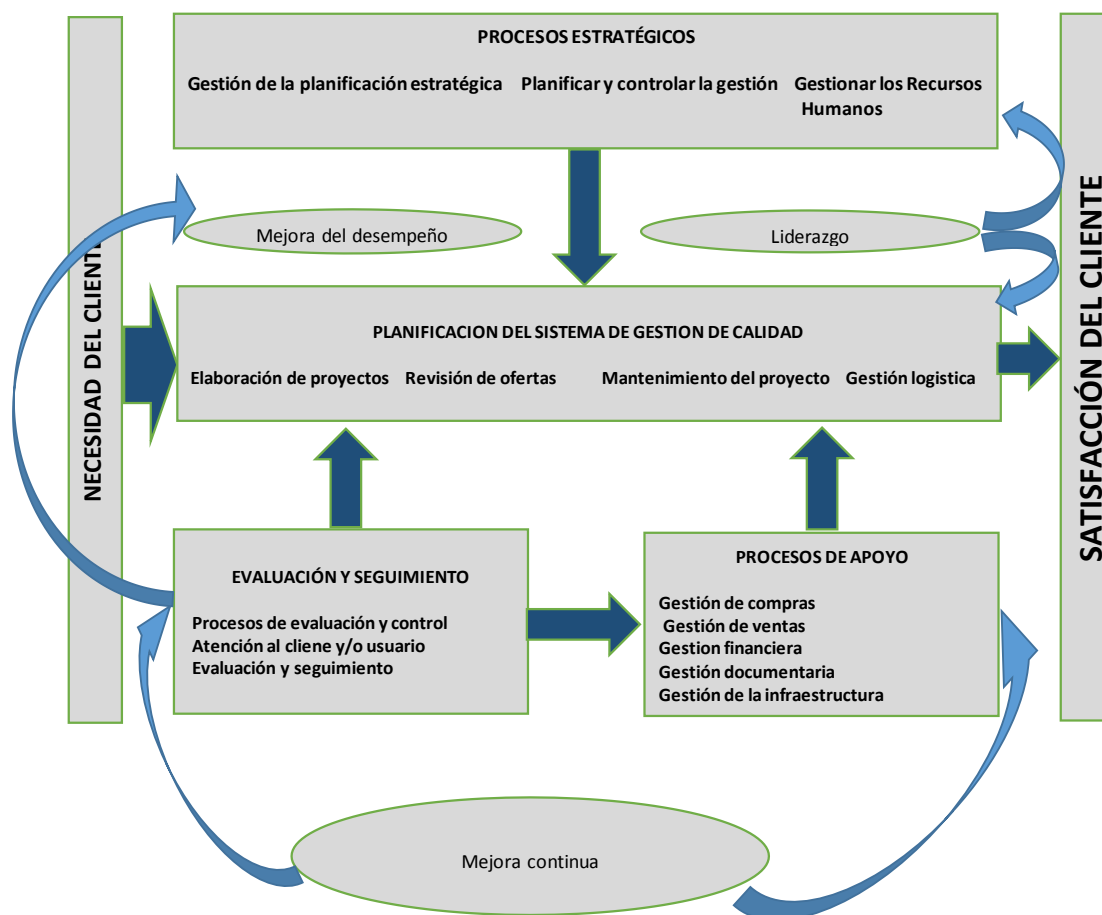 PROCESOS ESTRATÉGICOS
Gestión de la planificación estratégica Planificar y controlar la gestión Gestionar los Recursos
Humanos
NECESIDAD DEL CLIENTE
Mejora del desempeño
Liderazgo
SATISFACCIÓN DEL CLIENTE
PLANIFICACION DEL SISTEMA DE GESTION DE CALIDAD
Elaboración de proyectos Revisión de ofertas Mantenimiento del proyecto Gestión logistica
EVALUACIÓN Y SEGUIMIENTO
Procesos de evaluación y control
Atención al cliene y/o usuario
Evaluación y seguimiento
PROCESOS DE APOYO
Gestión de compras
Gestión de ventas
Gestion financiera
Gestión documentaria
Gestión de la infraestructura
Mejora continua